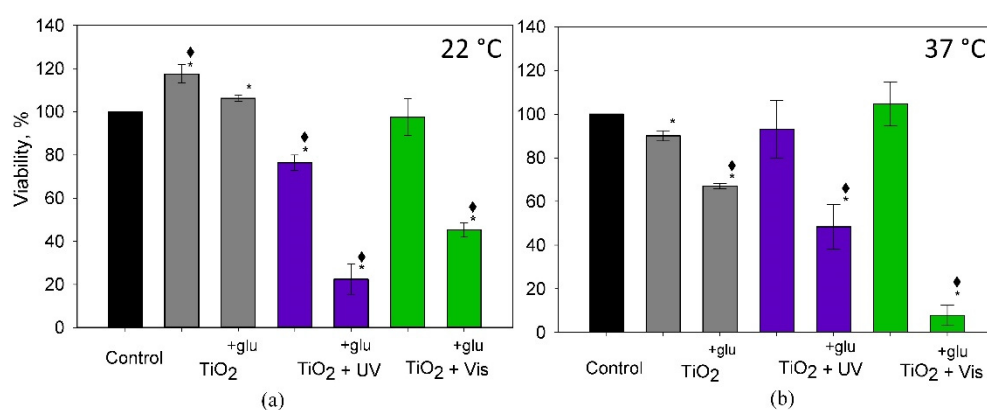 22 °C
Viability, %
140
120
100
80
60
40
20
0
* * * * *
Control
+glu
TiO2
+glu
TiO2 + UV
+glu
TiO2 + Vis
(a)
37 °C
140
120
100
80
60
40
20
0
* * * *
Control
+glu
TiO2
+glu
TiO2 + UV
+glu
TiO2 + Vis
(b)